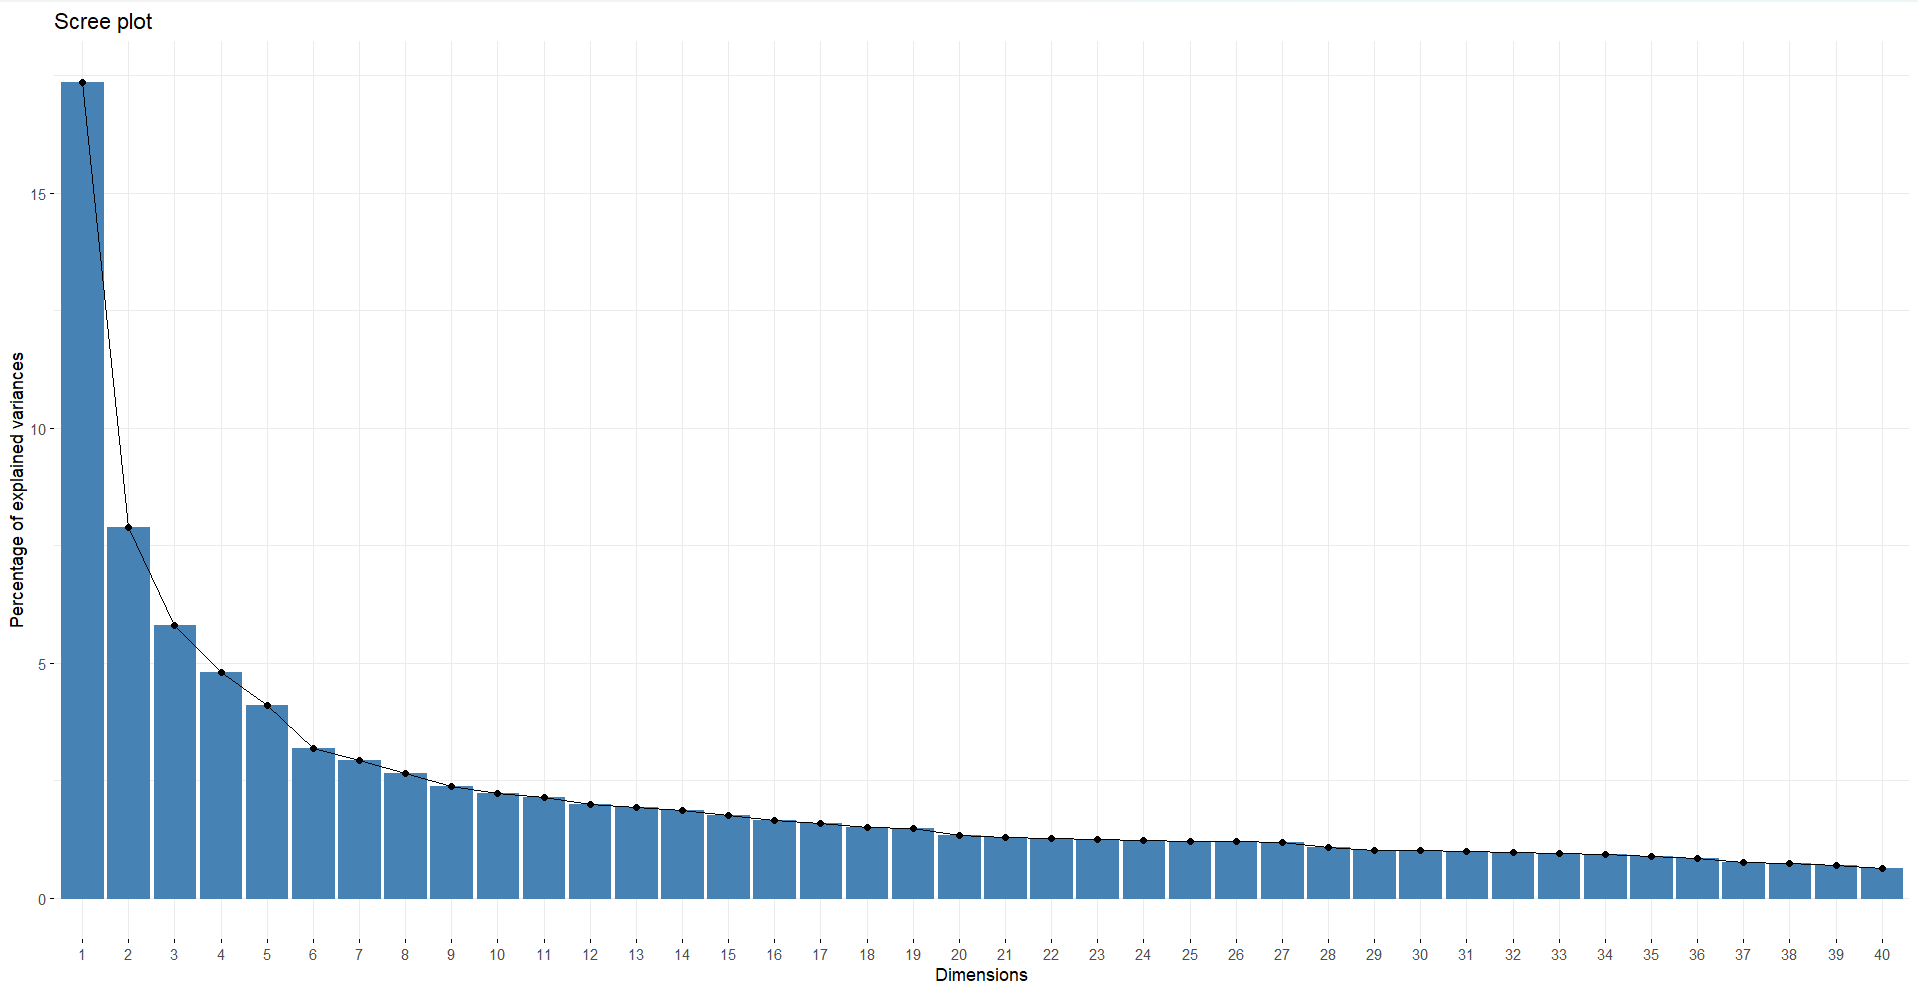 Scree plot
Percentage of explained variances
15
10
5
0
1 2 3 4 5 6 7 8 9 10 11 12 13 14 15 16 17 18 19 20 21 22 23 24 25 26 27 28 29 30 31 32 33 34 35 36 37 38 39 40
Dimensions